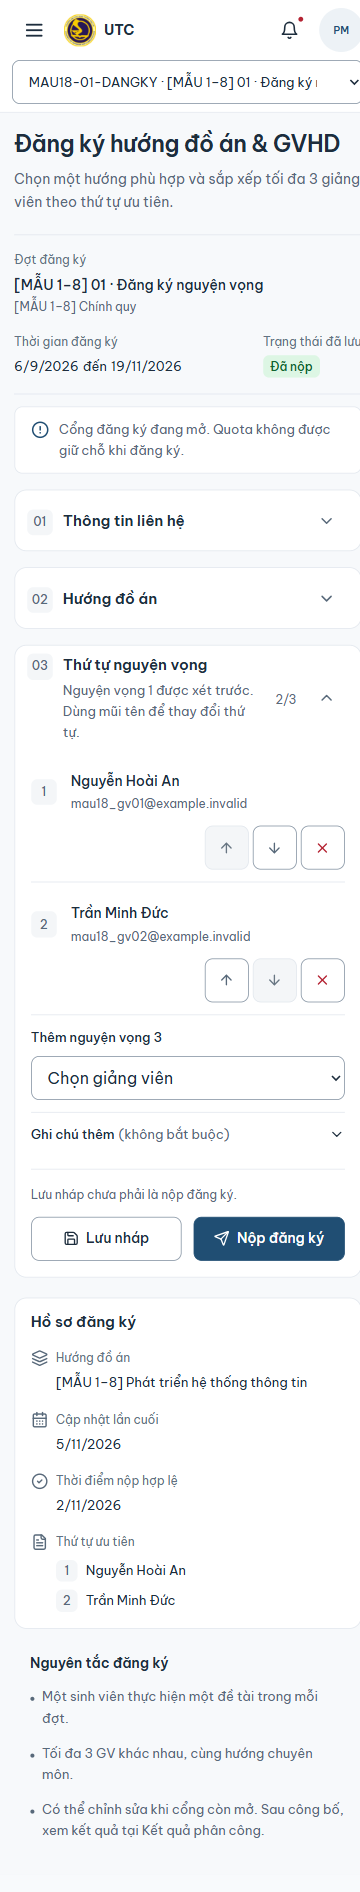 UTC
PM
MAU18-01-DANGKY · [MẪU 1–8] 01 · Đăng ký
Đăng ký hướng đồ án & GVHD
Chọn một hướng phù hợp và sắp xếp tối đa 3 giảng
viên theo thứ tự ưu tiên.
Đợt đăng ký
[MẪU 1–8] 01 · Đăng ký nguyện vọng
[MẪU 1–8] Chính quy
Thời gian đăng ký
Trạng thái đã lưu
6/9/2026 đến 19/11/2026
Đã nộp
Cổng đăng ký đang mở. Quota không được
giữ chỗ khi đăng ký.
01 Thông tin liên hệ
02 Hướng đồ án
03 Thứ tự nguyện vọng
Nguyện vọng 1 được xét trước.
Dùng mũi tên để thay đổi thứ
tự.
2/3
1 Nguyễn Hoài An
mau18_gv01@example.invalid
2 Trần Minh Đức
mau18_gv02@example.invalid
Thêm nguyện vọng 3
Chọn giảng viên
Ghi chú thêm (không bắt buộc)
Lưu nháp chưa phải là nộp đăng ký.
Lưu nháp
Nộp đăng ký
Hồ sơ đăng ký
Hướng đồ án
[MẪU 1–8] Phát triển hệ thống thông tin
Cập nhật lần cuối
5/11/2026
Thời điểm nộp hợp lệ
2/11/2026
Thứ tự ưu tiên
1 Nguyễn Hoài An
2 Trần Minh Đức
Nguyên tắc đăng ký
• Một sinh viên thực hiện một đề tài trong mỗi
đợt.
• Tối đa 3 GV khác nhau, cùng hướng chuyên
môn.
• Có thể chỉnh sửa khi cổng còn mở. Sau công bố,
xem kết quả tại Kết quả phân công.